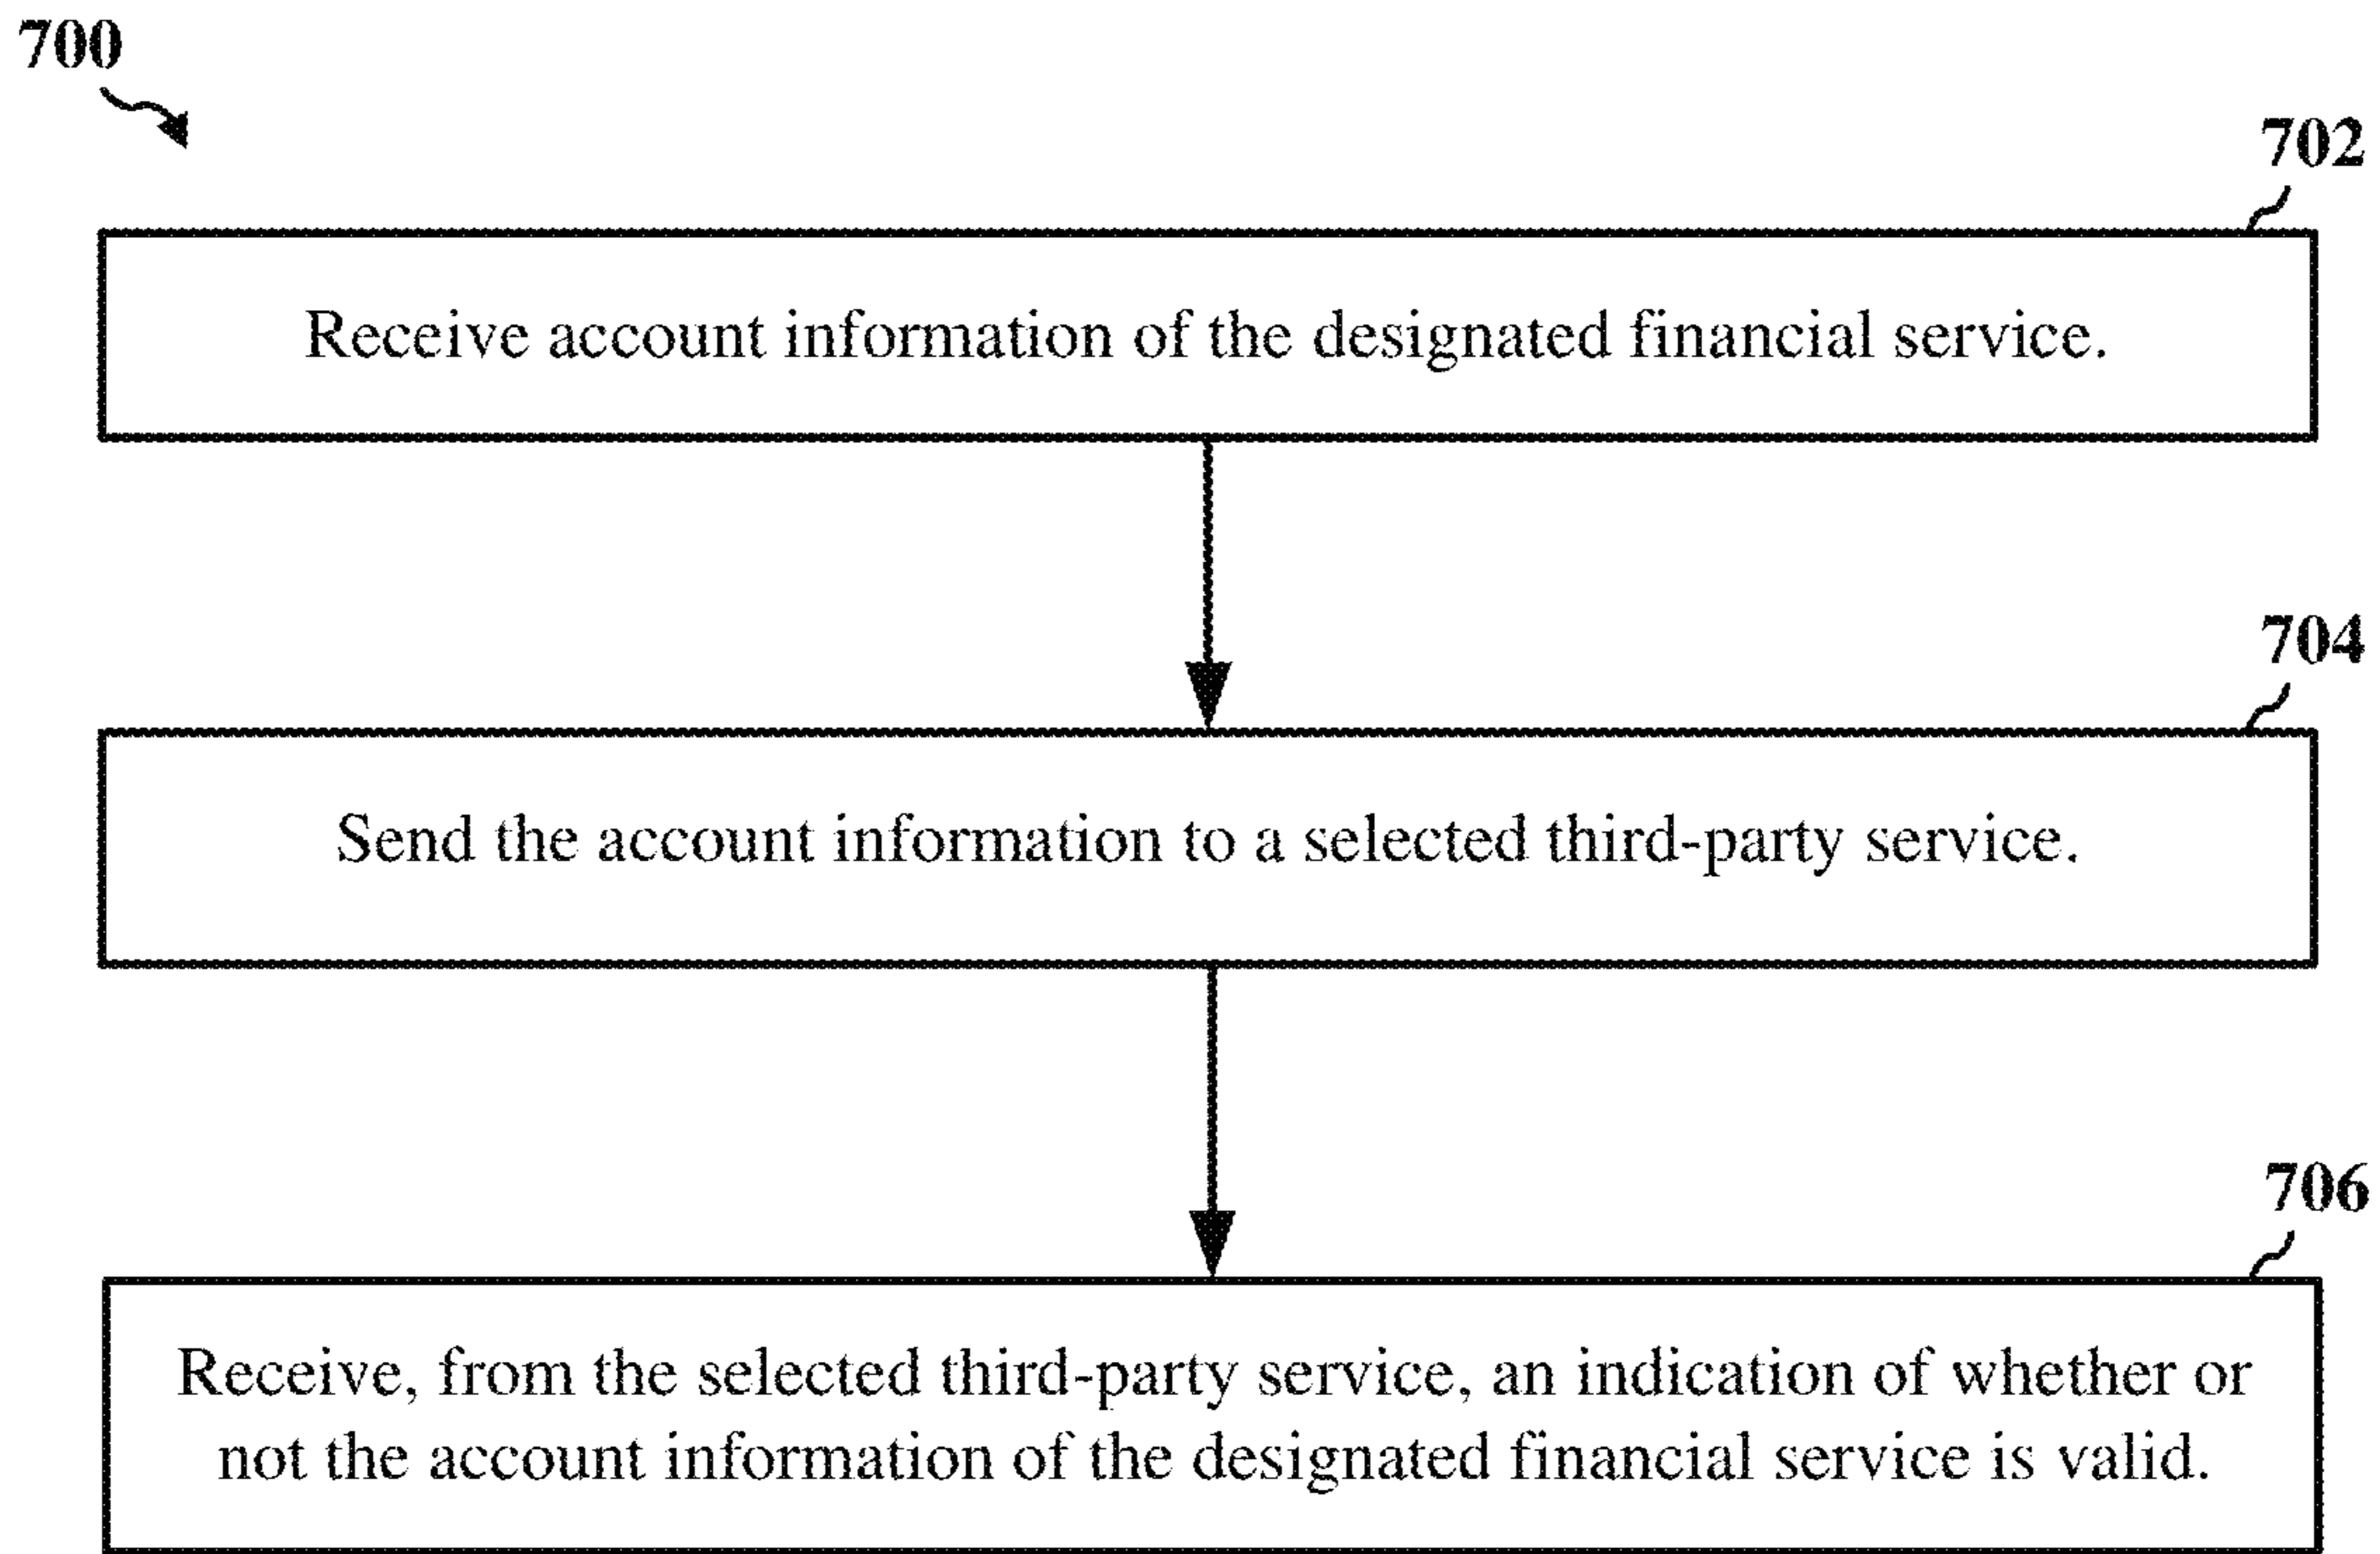 700
702
Receive account information of the designated financial service.
704
Send the account information to a selected third-party service.
706
Receive, from the selected third-party service, an indication of whether or
not the account information of the designated financial service is valid.